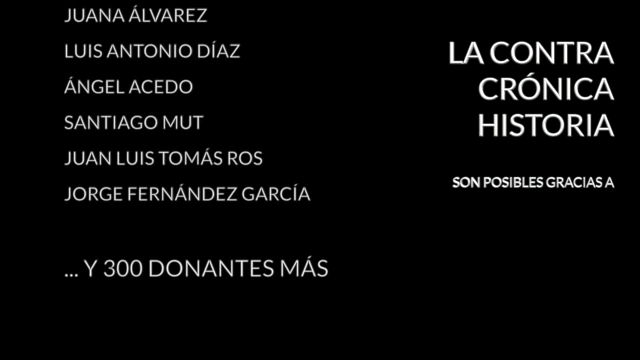 JUANA ÁLVAREZ
LUIS ANTONIO DÍAZ
ÁNGEL ACEDO
SANTIAGO MUT
JUAN LUIS TOMÁS ROS
JORGE FERNÁNDEZ GARCÍA
... Y 300 DONANTES MÁS
LA CONTRA
CRÓNICA
HISTORIA
SON POSIBLES GRACIAS A